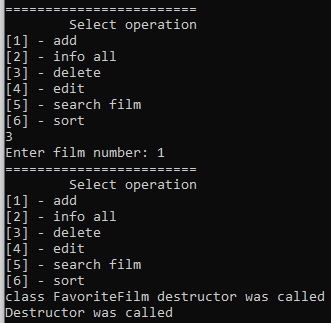 ========================
Select operation
[1] - add
[2] - info all
[3] - delete
[4] - edit
[5] - search film
[6] - sort
3
Enter film number: 1
========================
Select operation
[1] - add
[2] - info all
[3] - delete
[4] - edit
[5] - search film
[6] - sort
class FavoriteFilm destructor was called
Destructor was called